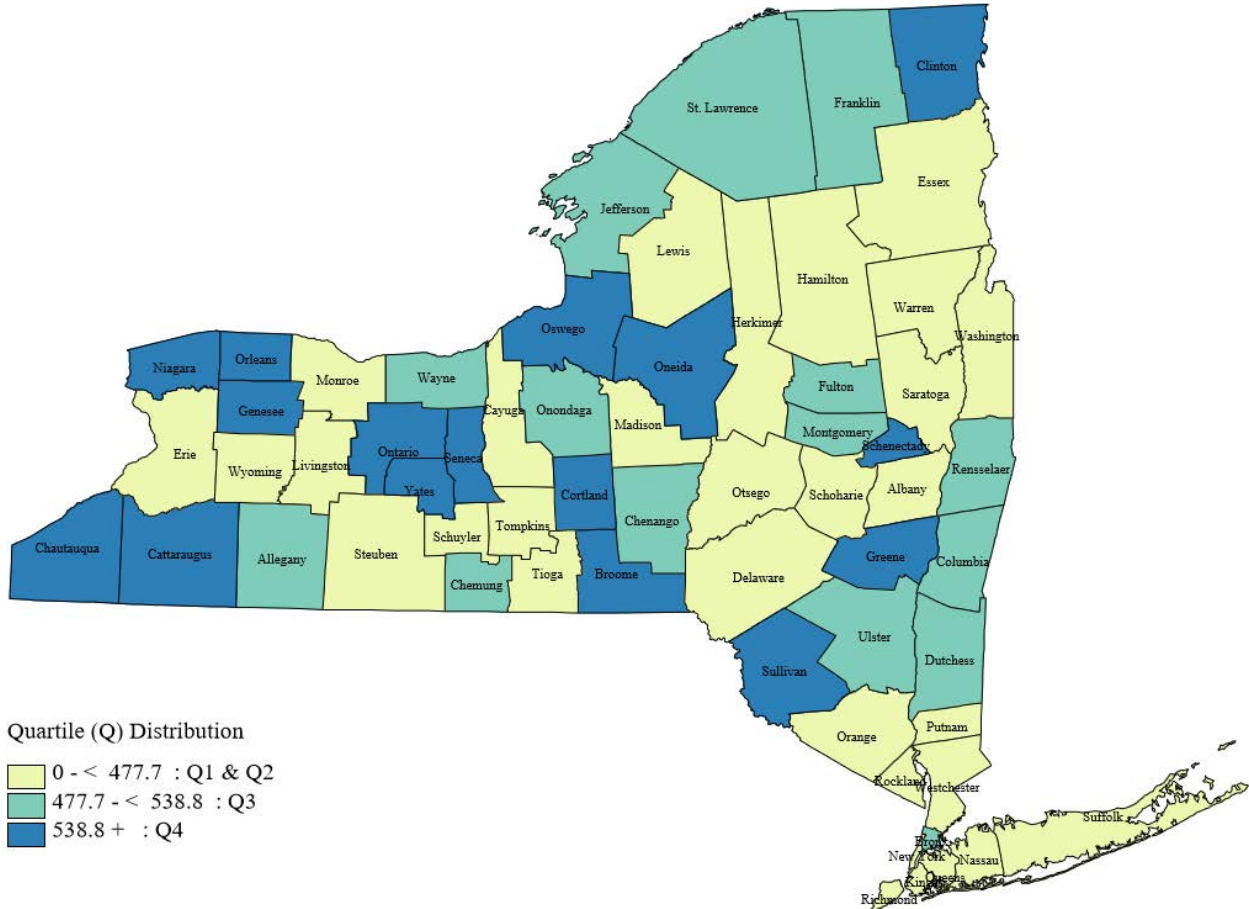 Clinton
St. Lawrence
Franklin
Essex
Jefferson
Lewis
Hamilton
Warren
Herkimer
Washington
Oswego
Oneida
Orleans
Niagara
Monroe
Wayne
Fulton
Saratoga
Genesee
Cayuga
Onondaga
Madison
Montgomery
Schenectady
Erie
Ontario
Seneca
Livingston
Wyoming
Rensselaer
Yates
Cortland
Otsego
Schoharie
Albany
Chenango
Tompkins
Schuyler
Chautauqua
Cattaraugus
Allegany
Steuben
Greene
Columbia
Chemung
Tioga
Broome
Delaware
Ulster
Dutchess
Sullivan
Putnam
Orange
Rockland
Westchester
Suffolk
Bronx
New York
Nassau
Queens
Kings
Richmond
Quartile (Q) Distribution
0 - < 477.7 : Q1 & Q2
477.7 - < 538.8 : Q3
538.8 + : Q4